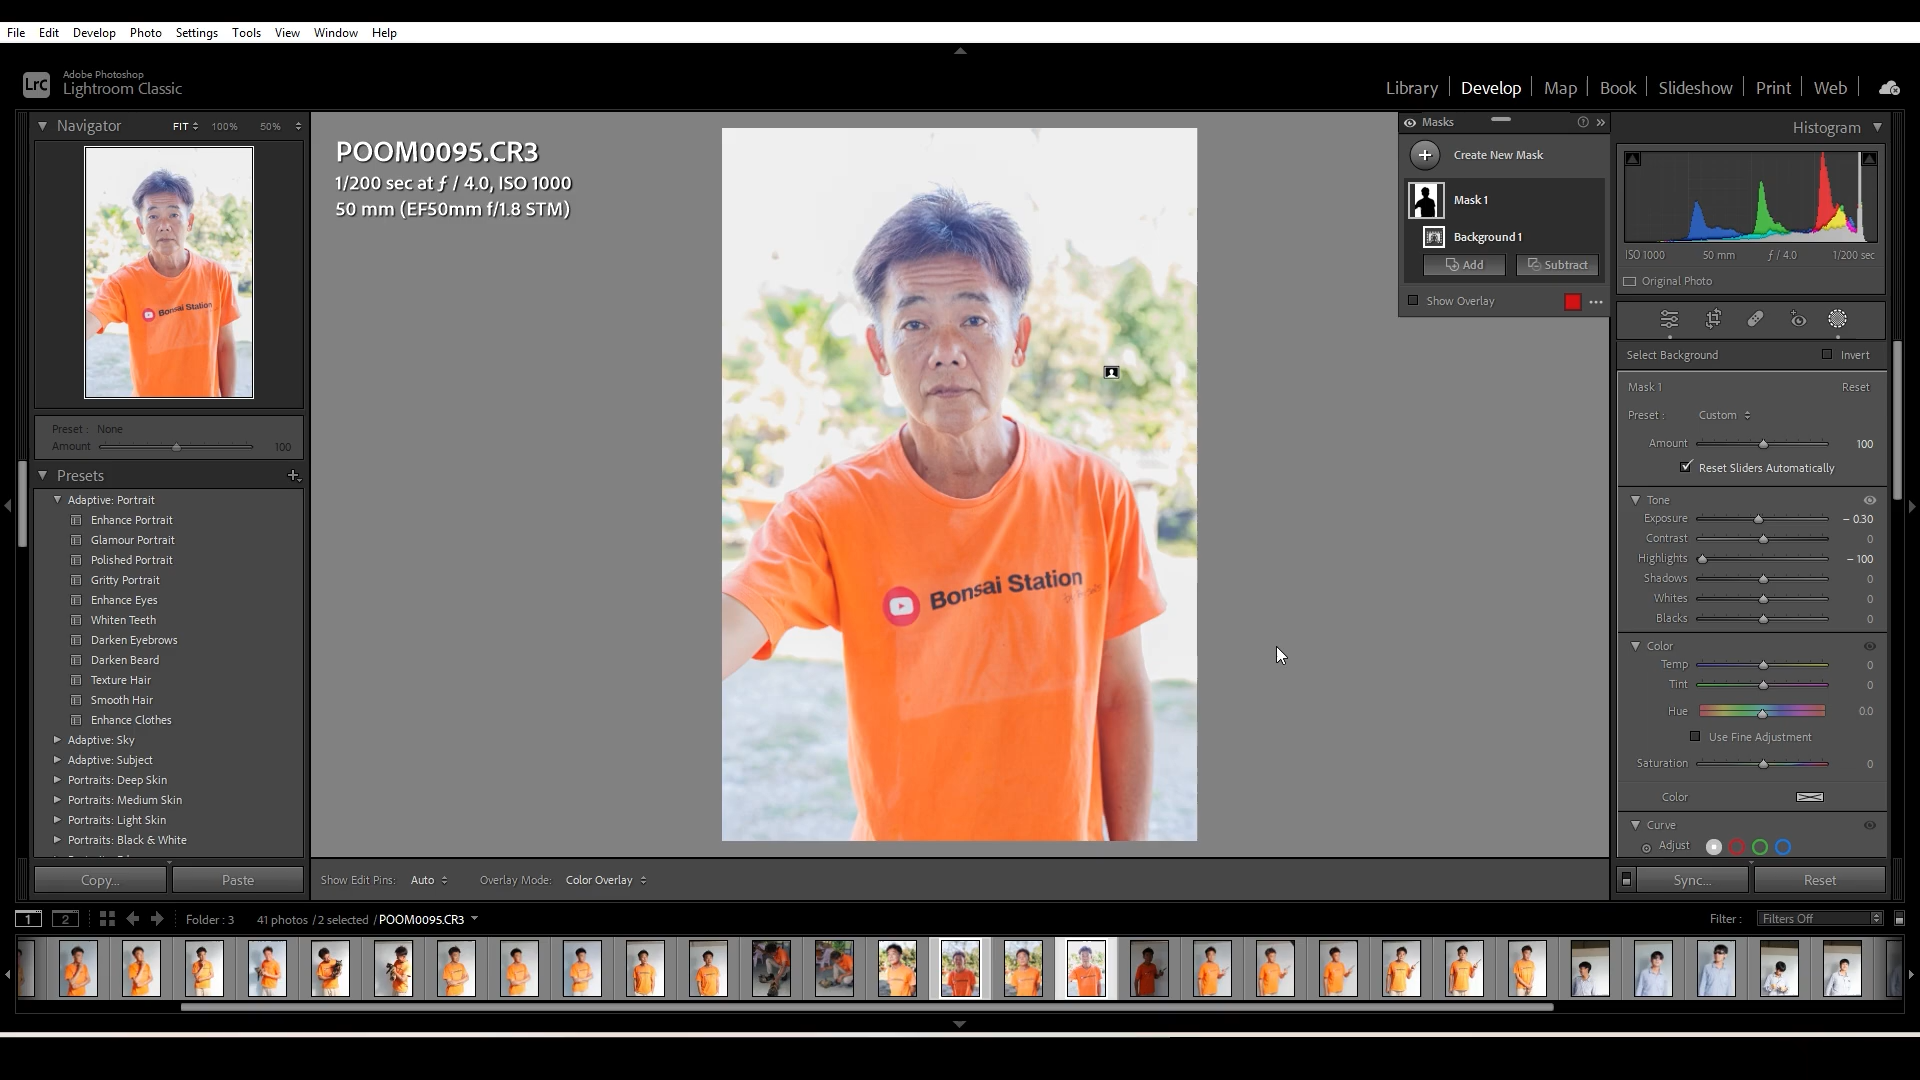 File Edit Develop Photo Settings Tools View Window Help
Adobe Photoshop
Lightroom Classic
LrC
Library Develop Map Book Slideshow Print Web
Navigator FIT 100% 50%
Preset : None
Amount 100
Presets
Adaptive: Portrait
Enhance Portrait
Glamour Portrait
Polished Portrait
Gritty Portrait
Enhance Eyes
Whiten Teeth
Darken Eyebrows
Darken Beard
Texture Hair
Smooth Hair
Enhance Clothes
Adaptive: Sky
Adaptive: Subject
Portraits: Deep Skin
Portraits: Medium Skin
Portraits: Light Skin
Portraits: Black & White
Copy... Paste
POOM0095.CR3
1/200 sec at ƒ / 4.0, ISO 1000
50 mm (EF50mm f/1.8 STM)
Bonsai Station
Bonsai Station
Masks
Create New Mask
Mask 1
Background 1
Add Subtract
Show Overlay
Histogram
ISO 1000 50 mm ƒ / 4.0 1/200 sec
Original Photo
Select Background Invert
Mask 1 Reset
Preset : Custom
Amount 100
Reset Sliders Automatically
Tone
Exposure – 0.30
Contrast 0
Highlights – 100
Shadows 0
Whites 0
Blacks 0
Color
Temp 0
Tint 0
Hue 0.0
Use Fine Adjustment
Saturation 0
Color
Curve
Adjust
Sync... Reset
Show Edit Pins: Auto Overlay Mode: Color Overlay
1 2 Folder : 3 41 photos / 2 selected / POOM0095.CR3 Filter : Filters Off